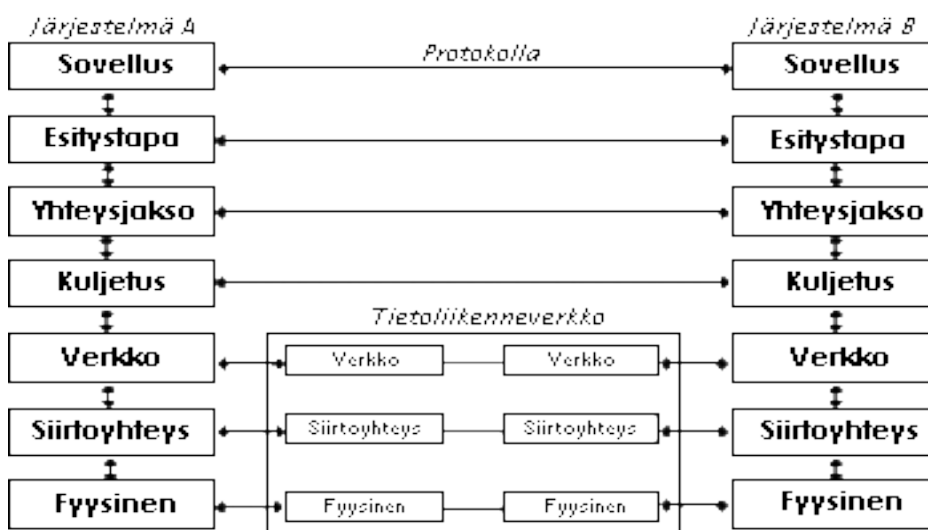 Järjestelmä A Järjestelmä B
Sovellus Protokolla Sovellus
Esitystapa Esitystapa
Yhteysjakso Yhteysjakso
Kuljetus Kuljetus
Tietoliikenneverkko
Verkko Verkko Verkko Verkko
Siirtoyhteys Siirtoyhteys Siirtoyhteys Siirtoyhteys
Fyysinen Fyysinen Fyysinen Fyysinen